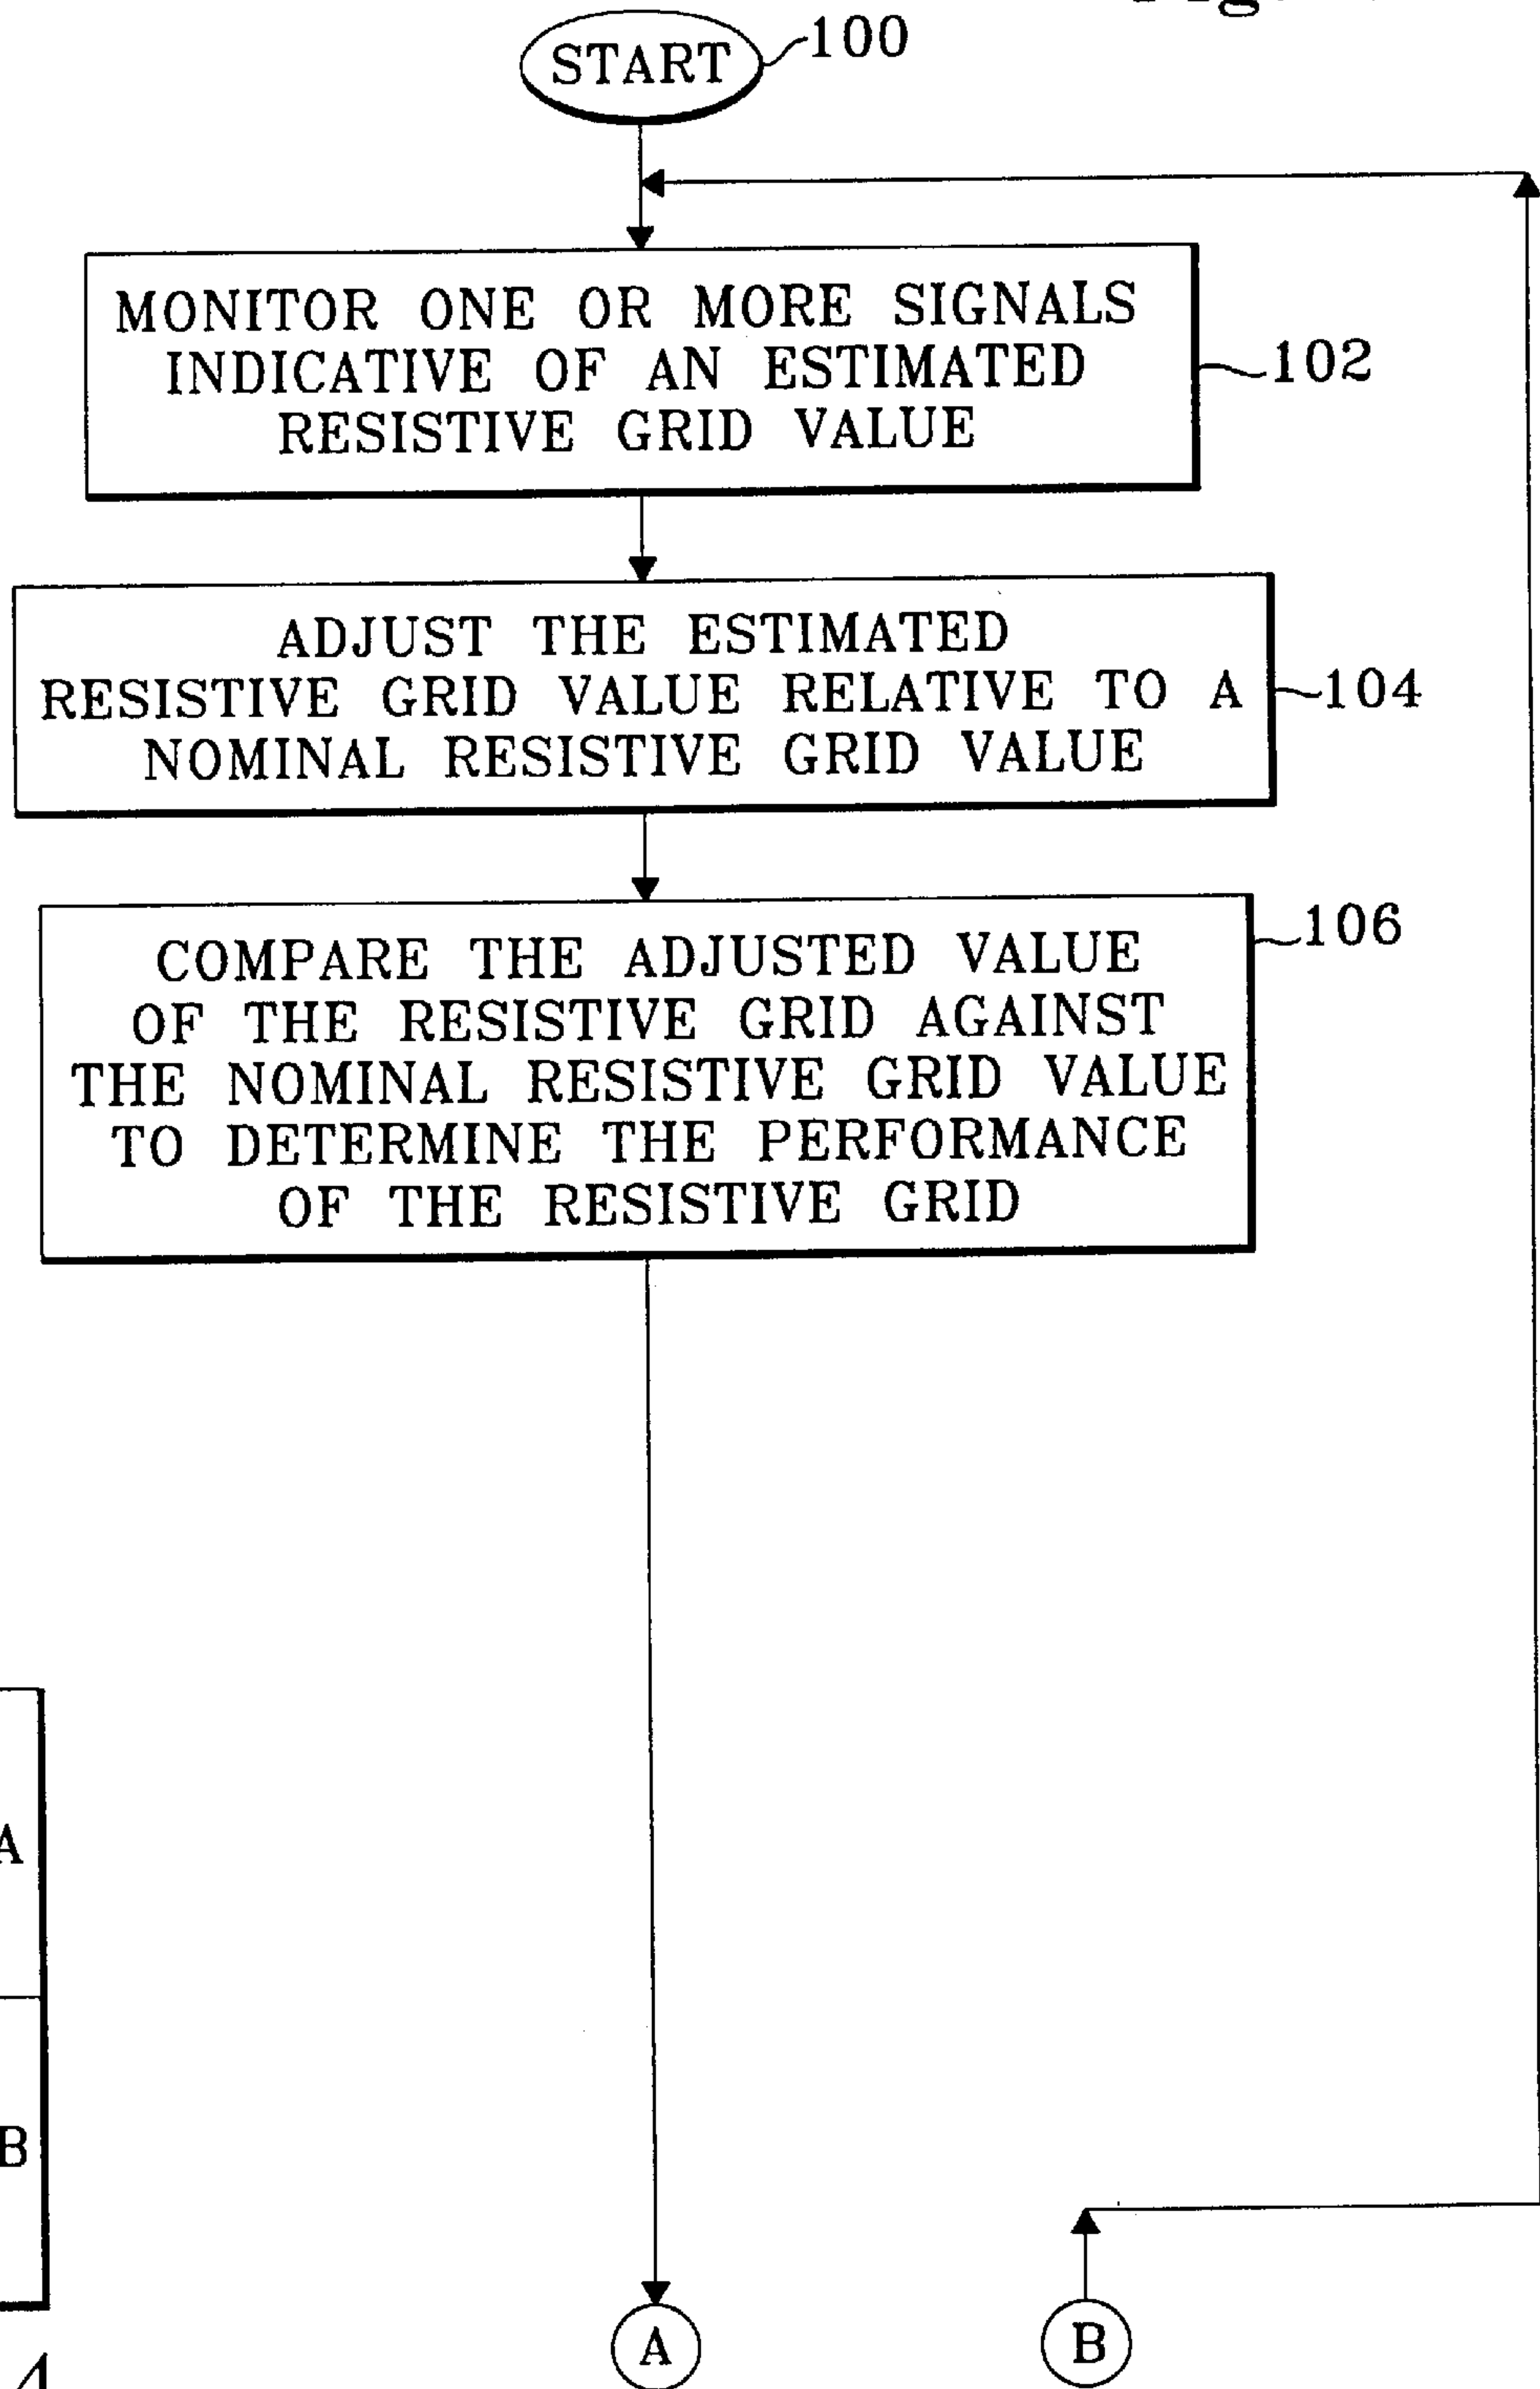 START
100
MONITOR ONE OR MORE SIGNALS
INDICATIVE OF AN ESTIMATED
RESISTIVE GRID VALUE
102
ADJUST THE ESTIMATED
RESISTIVE GRID VALUE RELATIVE TO A
NOMINAL RESISTIVE GRID VALUE
104
COMPARE THE ADJUSTED VALUE
OF THE RESISTIVE GRID AGAINST
THE NOMINAL RESISTIVE GRID VALUE
TO DETERMINE THE PERFORMANCE
OF THE RESISTIVE GRID
106
A
B
A
B